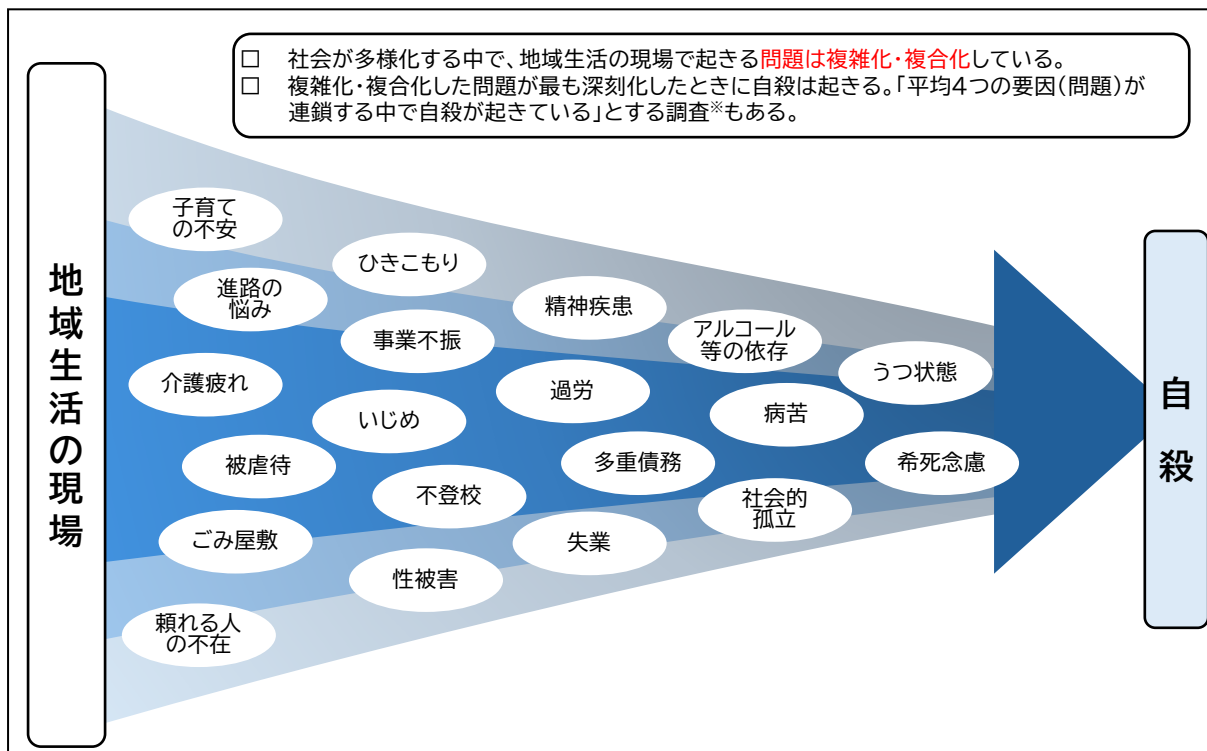 □ 社会が多様化する中で、地域生活の現場で起きる問題は複雑化・複合化している。
□ 複雑化・複合化した問題が最も深刻化したときに自殺は起きる。「平均4つの要因(問題)が
連鎖する中で自殺が起きている」とする調査※もある。
地域生活の現場
子育て
の不安
進路の
悩み
介護疲れ
被虐待
ごみ屋敷
頼れる人
の不在
ひきこもり
事業不振
いじめ
不登校
性被害
精神疾患
過労
多重債務
失業
アルコール
等の依存
病苦
社会的
孤立
うつ状態
希死念慮
自殺